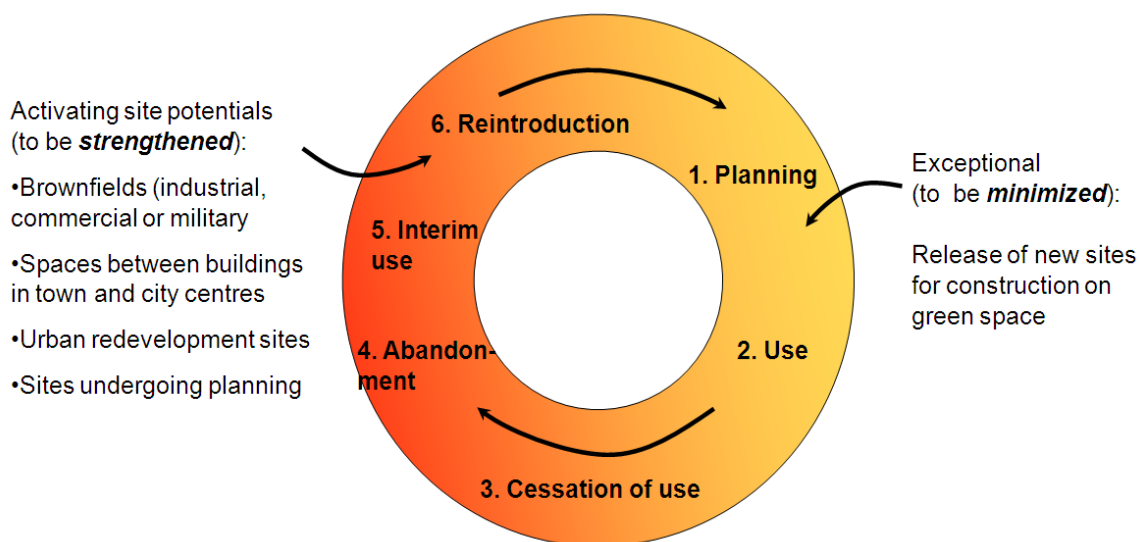 Activating site potentials
(to be strengthened):
•Brownfields (industrial,
commercial or military
•Spaces between buildings
in town and city centres
•Urban redevelopment sites
•Sites undergoing planning
6. Reintroduction
1. Planning
5. Interim
use
4. Abandon-
ment
2. Use
3. Cessation of use
Exceptional
(to  be minimized):
Release of new sites
for construction on
green space